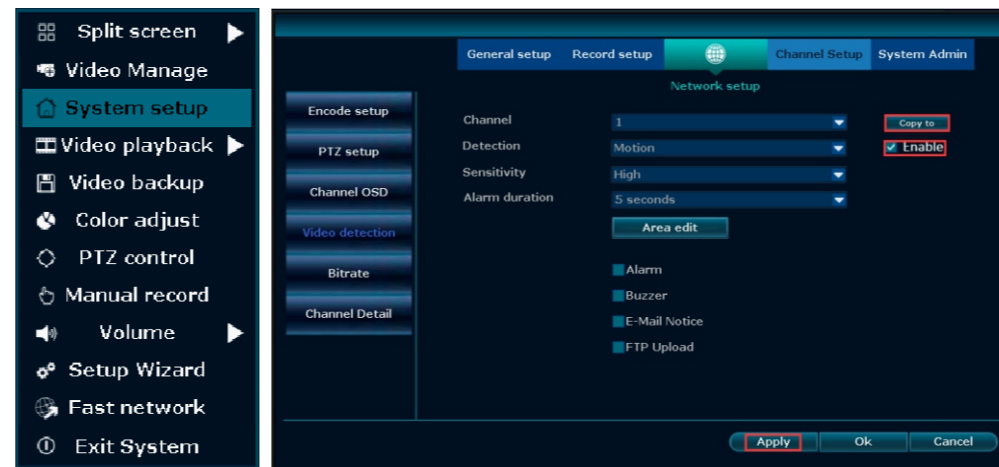 Split screen
Video Manage
System setup
Video playback
Video backup
Color adjust
PTZ control
Manual record
Volume
Setup Wizard
Fast network
Exit System
General setup Record setup Channel Setup System Admin
Network setup
Encode setup
PTZ setup
Channel OSD
Video detection
Bitrate
Channel Detail
Channel 1 Copy to
Detection Motion Enable
Sensitivity High
Alarm duration 5 seconds
Area edit
Alarm
Buzzer
E-Mail Notice
FTP Upload
Apply Ok Cancel